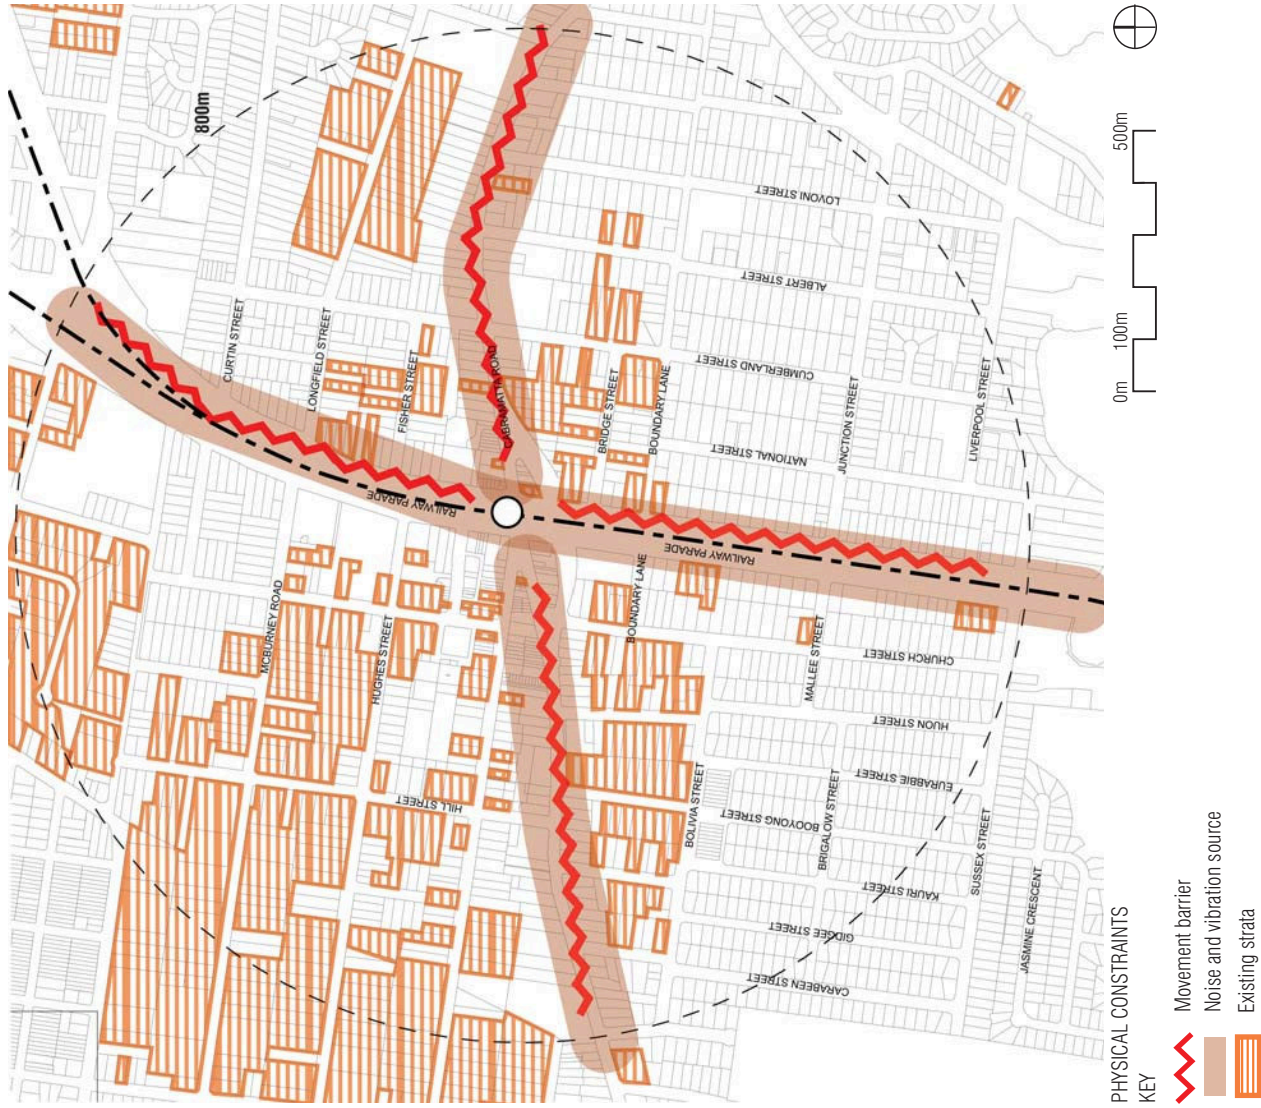 800m
CURTIN STREET
LONGFIELD STREET
FISHER STREET
CABRAMATTA ROAD
BRIDGE STREET
BOUNDARY LANE
LOVONI STREET
ALBERT STREET
CUMBERLAND STREET
NATIONAL STREET
JUNCTION STREET
LIVERPOOL STREET
RAILWAY PARADE
RAILWAY PARADE
MCBURNEY ROAD
HUGHES STREET
HILL STREET
BOUNDARY LANE
MALLEE STREET
CHURCH STREET
HUON STREET
EURABBIE STREET
BOLIVIA STREET
BOOYONG STREET
BRIGALOW STREET
KAURI STREET
SUSSEX STREET
GIDGEE STREET
JASMINE CRESCENT
CARABEEN STREET
0m 100m 500m
PHYSICAL CONSTRAINTS
KEY
Movement barrier
Noise and vibration source
Existing strata